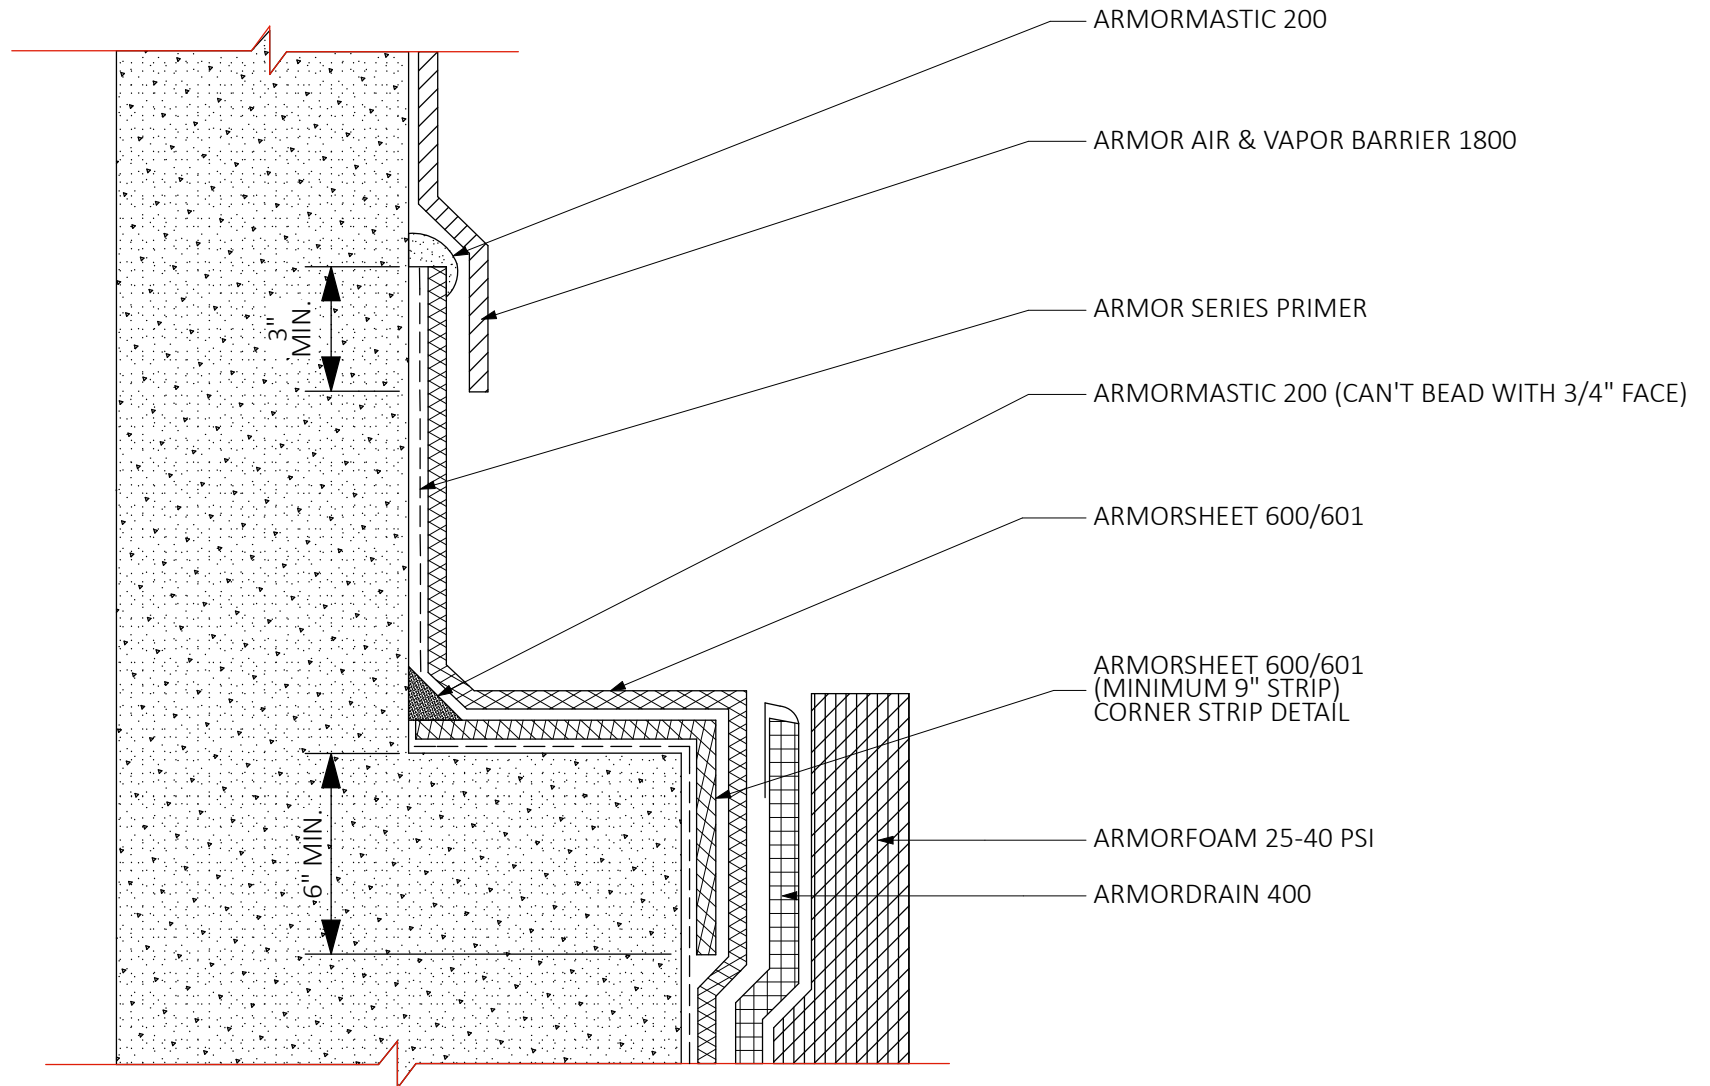 ARMORMASTIC 200
ARMOR AIR & VAPOR BARRIER 1800
3"
MIN.
ARMOR SERIES PRIMER
ARMORMASTIC 200 (CAN'T BEAD WITH 3/4" FACE)
ARMORSHEET 600/601
ARMORSHEET 600/601
(MINIMUM 9" STRIP)
CORNER STRIP DETAIL
6" MIN.
ARMORFOAM 25-40 PSI
ARMORDRAIN 400